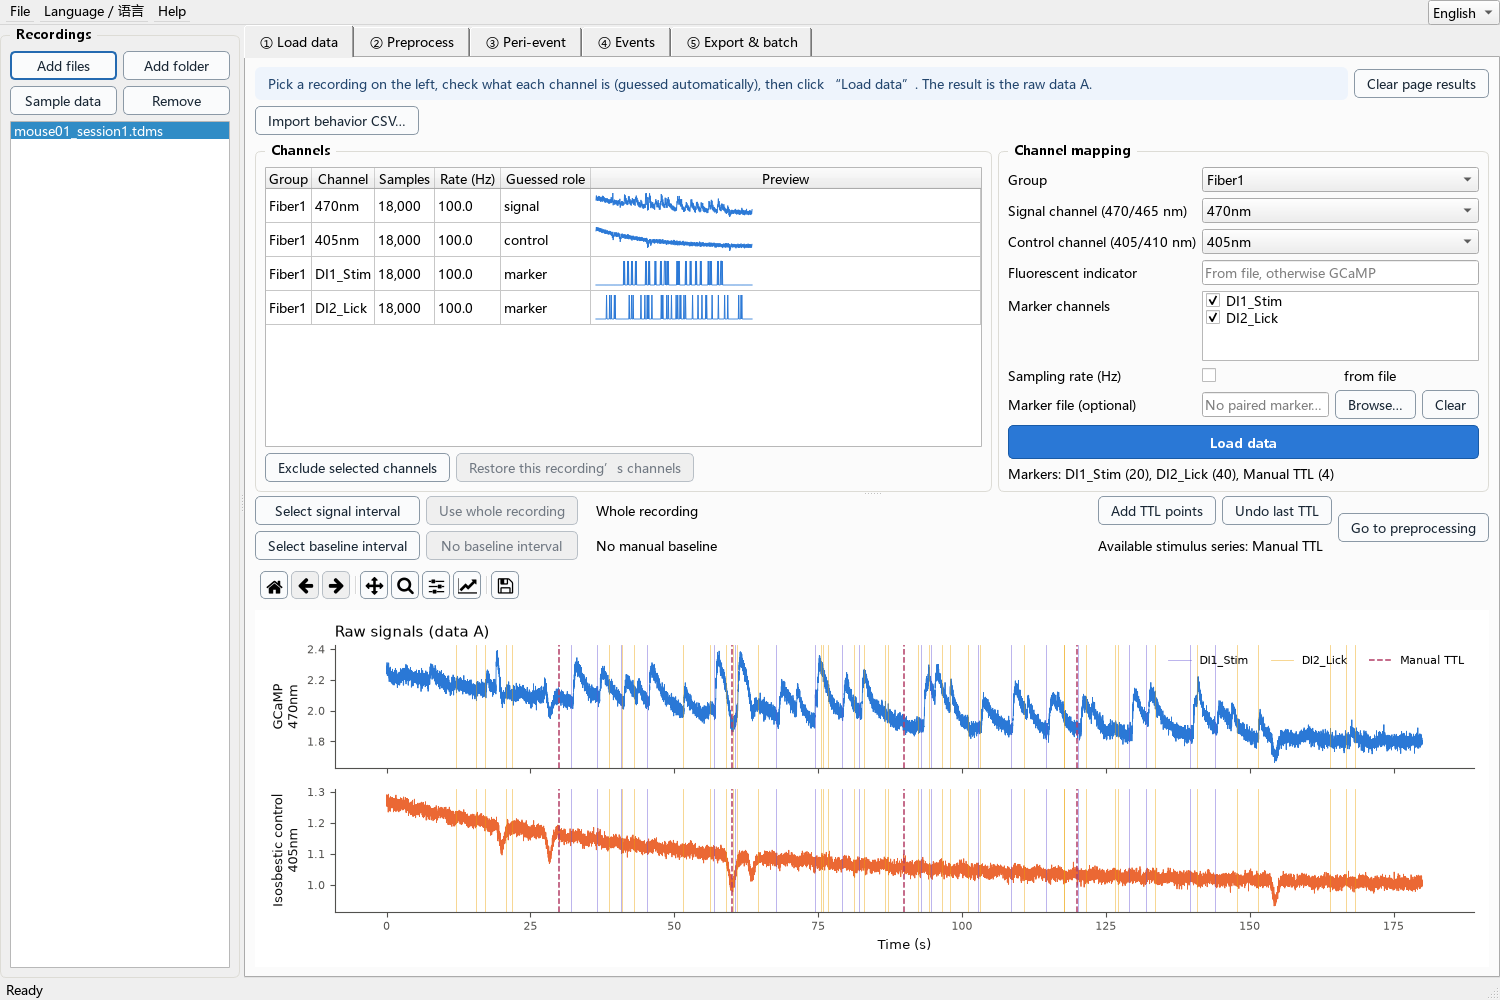 File Language / 语言 Help
English
Recordings
Add files Add folder
Sample data Remove
mouse01_session1.tdms
① Load data ② Preprocess ③ Peri-event ④ Events ⑤ Export & batch
Pick a recording on the left, check what each channel is (guessed automatically), then click “Load data”. The result is the raw data A.
Clear page results
Import behavior CSV...
Channels
Group Channel Samples Rate (Hz) Guessed role Preview
Fiber1 470nm 18,000 100.0 signal
Fiber1 405nm 18,000 100.0 control
Fiber1 DI1_Stim 18,000 100.0 marker
Fiber1 DI2_Lick 18,000 100.0 marker
Exclude selected channels Restore this recording’s channels
Channel mapping
Group Fiber1
Signal channel (470/465 nm) 470nm
Control channel (405/410 nm) 405nm
Fluorescent indicator From file, otherwise GCaMP
Marker channels DI1_Stim
DI2_Lick
Sampling rate (Hz) from file
Marker file (optional) No paired marker... Browse... Clear
Load data
Markers: DI1_Stim (20), DI2_Lick (40), Manual TTL (4)
Select signal interval Use whole recording Whole recording
Select baseline interval No baseline interval No manual baseline
Add TTL points Undo last TTL
Available stimulus series: Manual TTL
Go to preprocessing
Raw signals (data A)
DI1_Stim DI2_Lick Manual TTL
GCaMP
470nm
2.4
2.2
2.0
1.8
Isosbestic control
405nm
1.3
1.2
1.1
1.0
0 25 50 75 100 125 150 175
Time (s)
Ready